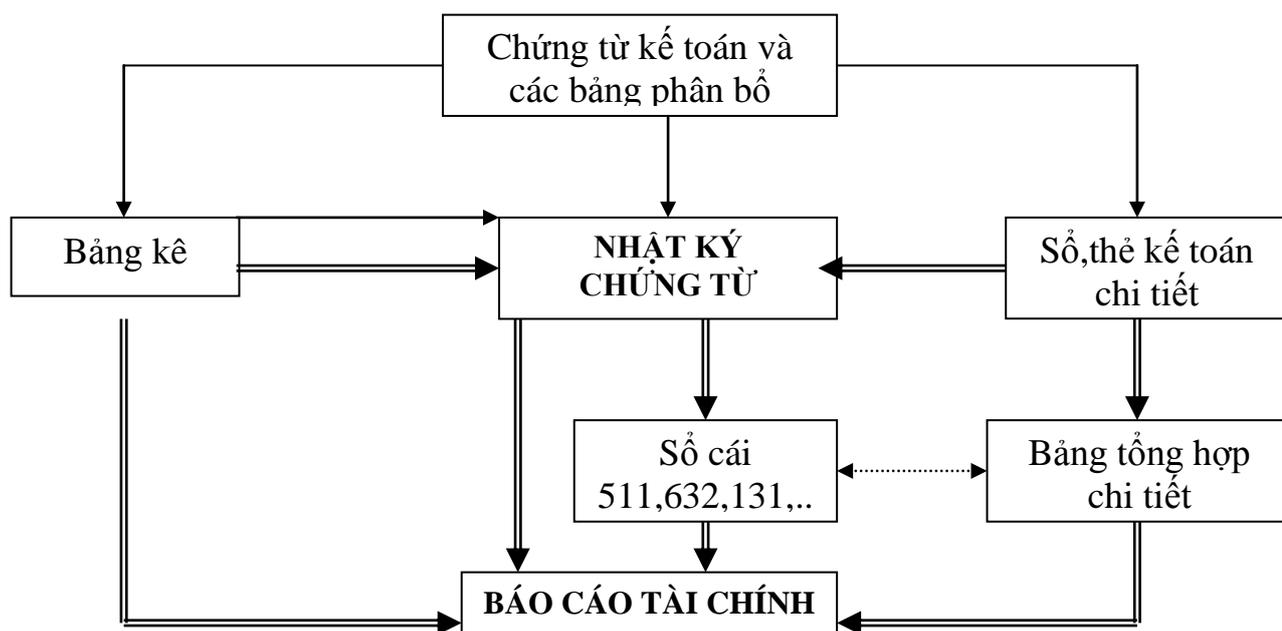 Chứng từ kế toán và
các bảng phân bổ
Bảng kê
NHẬT KÝ
CHỨNG TỪ
Sổ,thẻ kế toán
chi tiết
Sổ cái
511,632,131,..
Bảng tổng hợp
chi tiết
BÁO CÁO TÀI CHÍNH